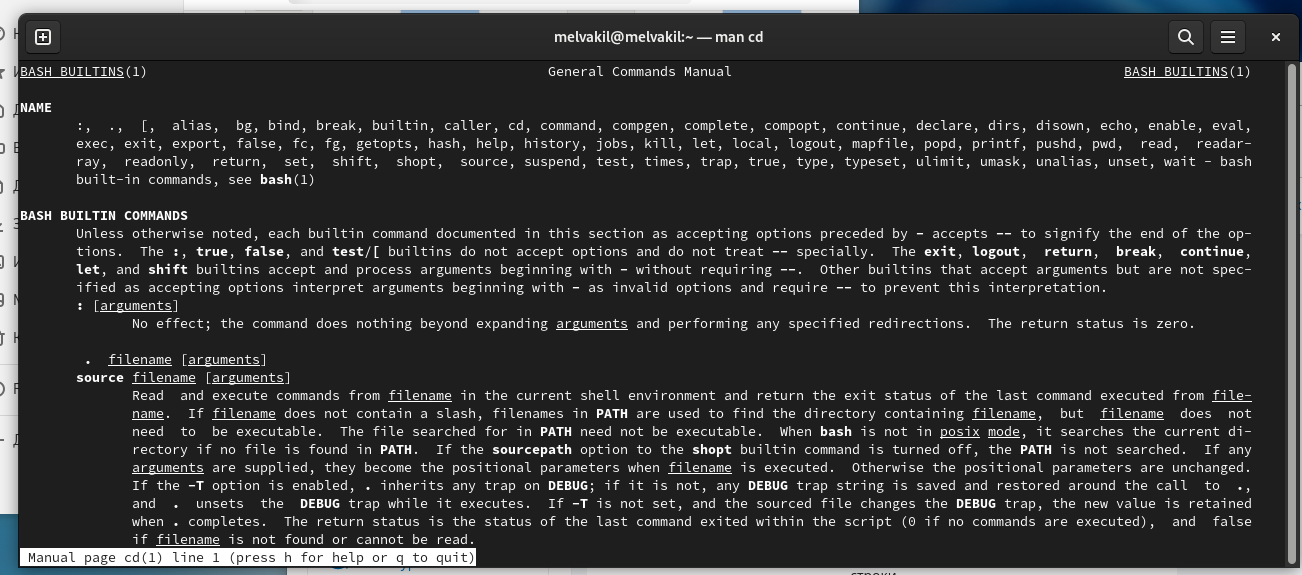 melvakil@melvakil:~ — man cd
BASH BUILTINS(1) General Commands Manual BASH BUILTINS(1)
NAME
:, ., [, alias, bg, bind, break, builtin, caller, cd, command, compgen, complete, compopt, continue, declare, dirs, disown, echo, enable, eval,
exec, exit, export, false, fc, fg, getopts, hash, help, history, jobs, kill, let, local, logout, mapfile, popd, printf, pushd, pwd, read, readar-
ray, readonly, return, set, shift, shopt, source, suspend, test, times, trap, true, type, typeset, ulimit, umask, unalias, unset, wait - bash
built-in commands, see bash(1)
BASH BUILTIN COMMANDS
Unless otherwise noted, each builtin command documented in this section as accepting options preceded by - accepts -- to signify the end of the op-
tions. The :, true, false, and test/[ builtins do not accept options and do not treat -- specially. The exit, logout, return, break, continue,
let, and shift builtins accept and process arguments beginning with - without requiring --. Other builtins that accept arguments but are not spec-
ified as accepting options interpret arguments beginning with - as invalid options and require -- to prevent this interpretation.
: [arguments]
No effect; the command does nothing beyond expanding arguments and performing any specified redirections. The return status is zero.
. filename [arguments]
source filename [arguments]
Read and execute commands from filename in the current shell environment and return the exit status of the last command executed from file-
name. If filename does not contain a slash, filenames in PATH are used to find the directory containing filename, but filename does not
need to be executable. The file searched for in PATH need not be executable. When bash is not in posix mode, it searches the current di-
rectory if no file is found in PATH. If the sourcepath option to the shopt builtin command is turned off, the PATH is not searched. If any
arguments are supplied, they become the positional parameters when filename is executed. Otherwise the positional parameters are unchanged.
If the -T option is enabled, . inherits any trap on DEBUG; if it is not, any DEBUG trap string is saved and restored around the call to .,
and . unsets the DEBUG trap while it executes. If -T is not set, and the sourced file changes the DEBUG trap, the new value is retained
when . completes. The return status is the status of the last command exited within the script (0 if no commands are executed), and false
if filename is not found or cannot be read.
Manual page cd(1) line 1 (press h for help or q to quit)